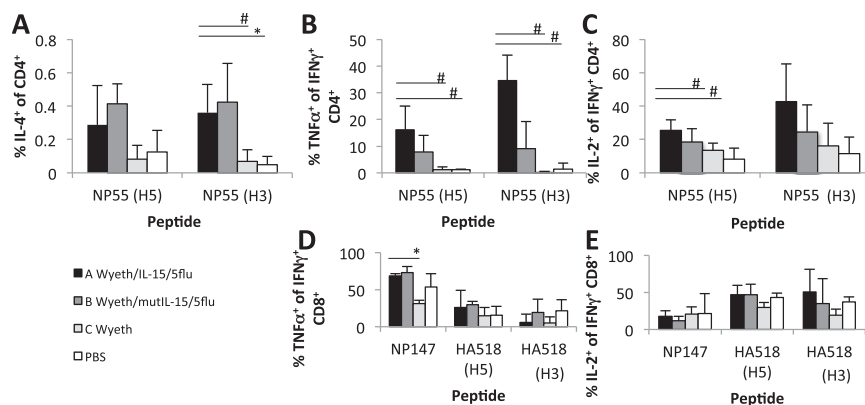 A
#
*
0.8
0.6
0.4
0.2
0
% IL-4⁺ of CD4⁺
NP55 (H5) NP55 (H3)
Peptide
B
#
#
#
#
50
40
30
20
10
0
% TNFα⁺ of IFNγ⁺
CD4⁺
NP55 (H5) NP55 (H3)
Peptide
C
#
#
80
60
40
20
0
% IL-2⁺ of IFNγ⁺ CD4⁺
NP55 (H5) NP55 (H3)
Peptide
A Wyeth/IL-15/5flu
B Wyeth/mutIL-15/5flu
C Wyeth
PBS
D
*
100
50
0
% TNFα⁺ of IFNγ⁺
CD8⁺
NP147 HA518 HA518
(H5) (H3)
Peptide
E
100
50
0
% IL-2⁺ of IFNγ⁺ CD8⁺
NP147 HA518 HA518
(H5) (H3)
Peptide